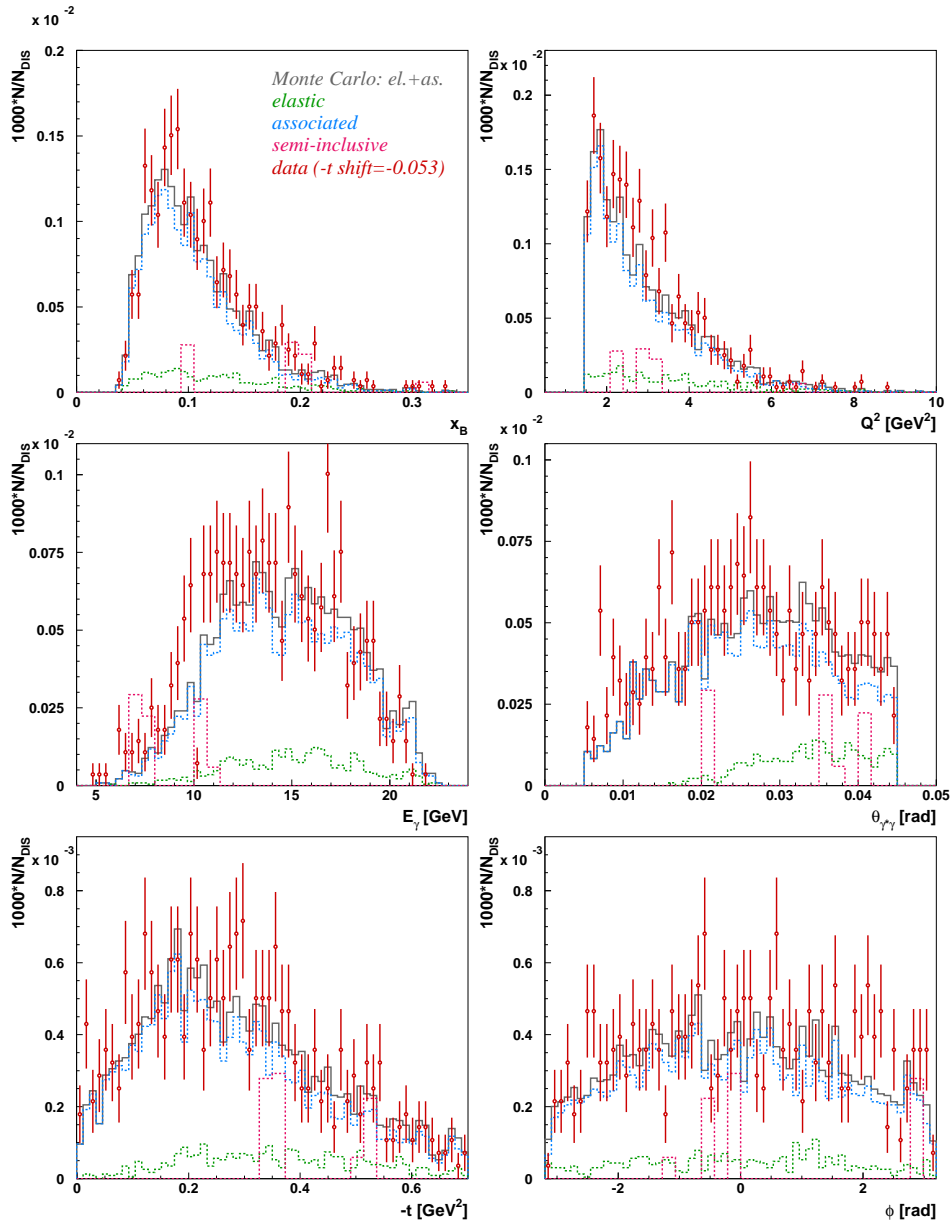 x 10⁻²
1000*N/N_DIS
0.2
0.15
0.1
0.05
0
0 0.1 0.2 0.3
x_B
Monte Carlo: el.+as.
elastic
associated
semi-inclusive
data (-t shift=-0.053)
x 10⁻²
1000*N/N_DIS
0.2
0.15
0.1
0.05
0
0 2 4 6 8 10
Q² [GeV²]
x 10⁻²
1000*N/N_DIS
0.1
0.075
0.05
0.025
0
5 10 15 20
E_γ [GeV]
x 10⁻²
1000*N/N_DIS
0.1
0.075
0.05
0.025
0
0 0.01 0.02 0.03 0.04 0.05
θ_γ*γ [rad]
x 10⁻³
1000*N/N_DIS
0.8
0.6
0.4
0.2
0
0 0.2 0.4 0.6
-t [GeV²]
x 10⁻³
1000*N/N_DIS
0.8
0.6
0.4
0.2
0
-2 0 2
ϕ [rad]